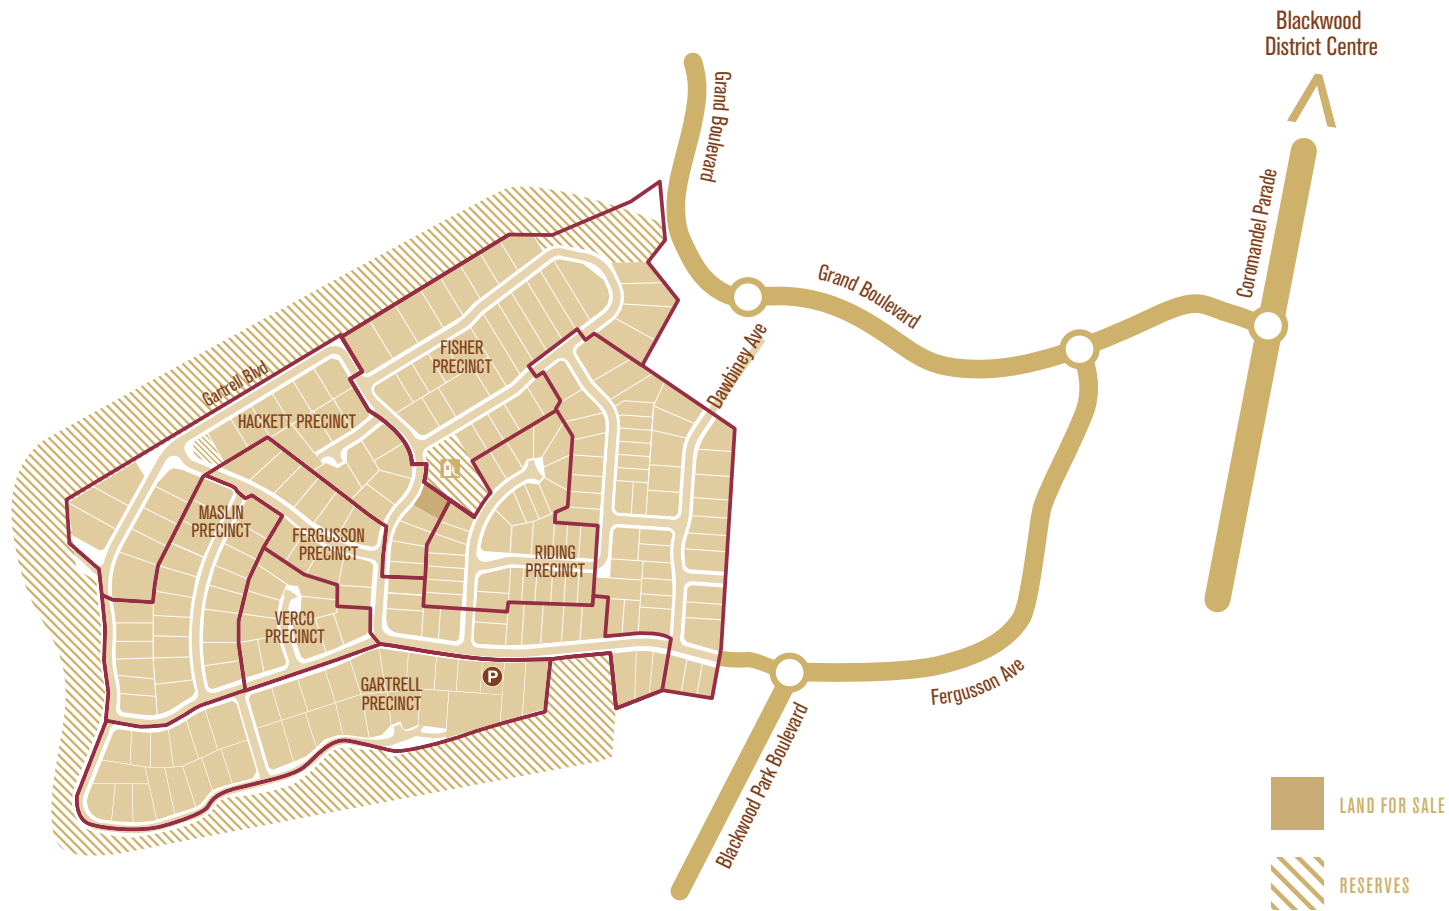 Blackwood
District Centre
Grand Boulevard
Coromandel Parade
Grand Boulevard
Dawbiney Ave
FISHER
PRECINCT
Gartrell Blvd
HACKETT PRECINCT
MASLIN
PRECINCT
FERGUSSON
PRECINCT
RIDING
PRECINCT
VERCO
PRECINCT
GARTRELL
PRECINCT
P
Fergusson Ave
Blackwood Park Boulevard
LAND FOR SALE
RESERVES